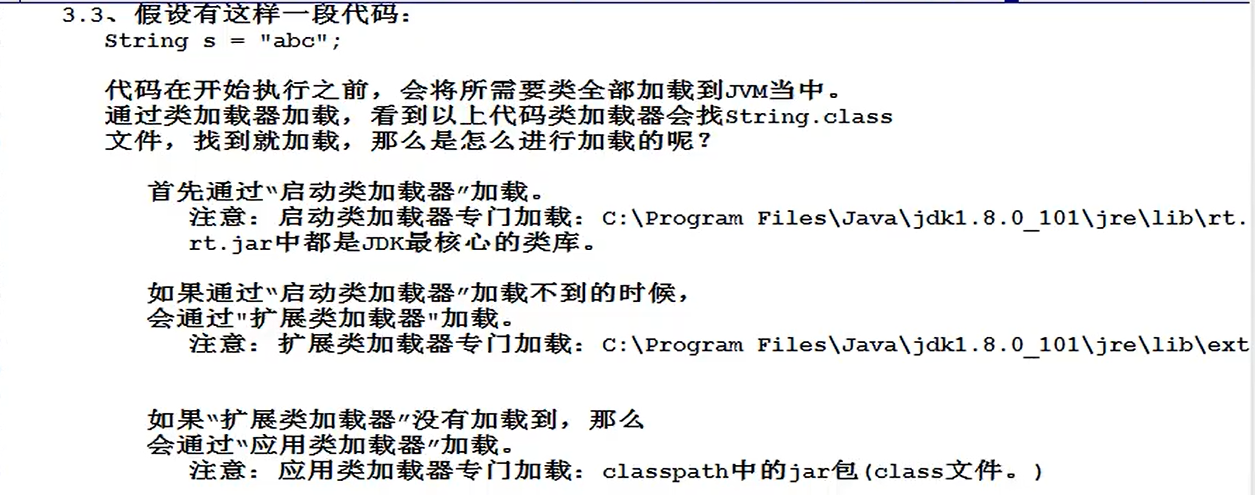 3.3、假设有这样一段代码：
String s = "abc";
代码在开始执行之前，会将所需要类全部加载到JVM当中。
通过类加载器加载，看到以上代码类加载器会找String.class
文件，找到就加载，那么是怎么进行加载的呢？
首先通过“启动类加载器”加载。
注意：启动类加载器专门加载：C:\Program Files\Java\jdk1.8.0_101\jre\lib\rt.
rt.jar中都是JDK最核心的类库。
如果通过“启动类加载器”加载不到的时候，
会通过"扩展类加载器"加载。
注意：扩展类加载器专门加载：C:\Program Files\Java\jdk1.8.0_101\jre\lib\ext
如果“扩展类加载器”没有加载到，那么
会通过“应用类加载器”加载。
注意：应用类加载器专门加载：classpath中的jar包(class文件。)